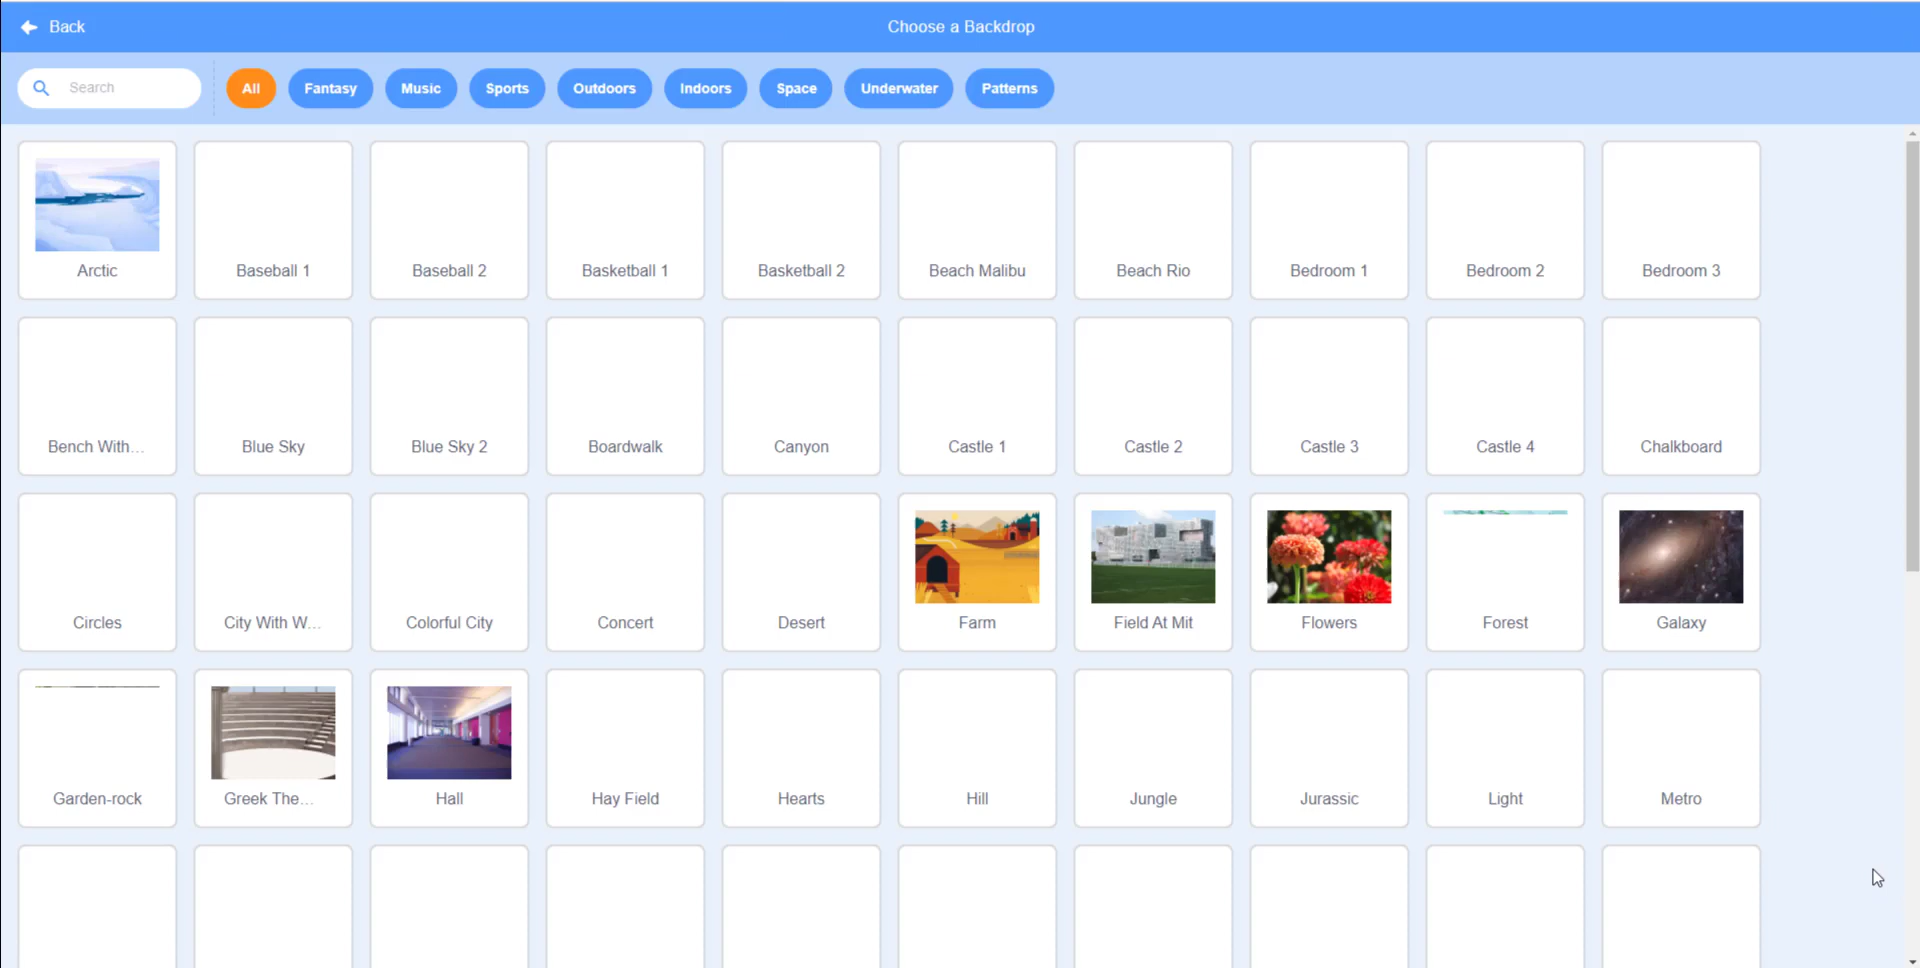 Back
Choose a Backdrop
Search
All
Fantasy
Music
Sports
Outdoors
Indoors
Space
Underwater
Patterns
Arctic
Baseball 1
Baseball 2
Basketball 1
Basketball 2
Beach Malibu
Beach Rio
Bedroom 1
Bedroom 2
Bedroom 3
Bench With...
Blue Sky
Blue Sky 2
Boardwalk
Canyon
Castle 1
Castle 2
Castle 3
Castle 4
Chalkboard
Circles
City With W...
Colorful City
Concert
Desert
Farm
Field At Mit
Flowers
Forest
Galaxy
Garden-rock
Greek The...
Hall
Hay Field
Hearts
Hill
Jungle
Jurassic
Light
Metro